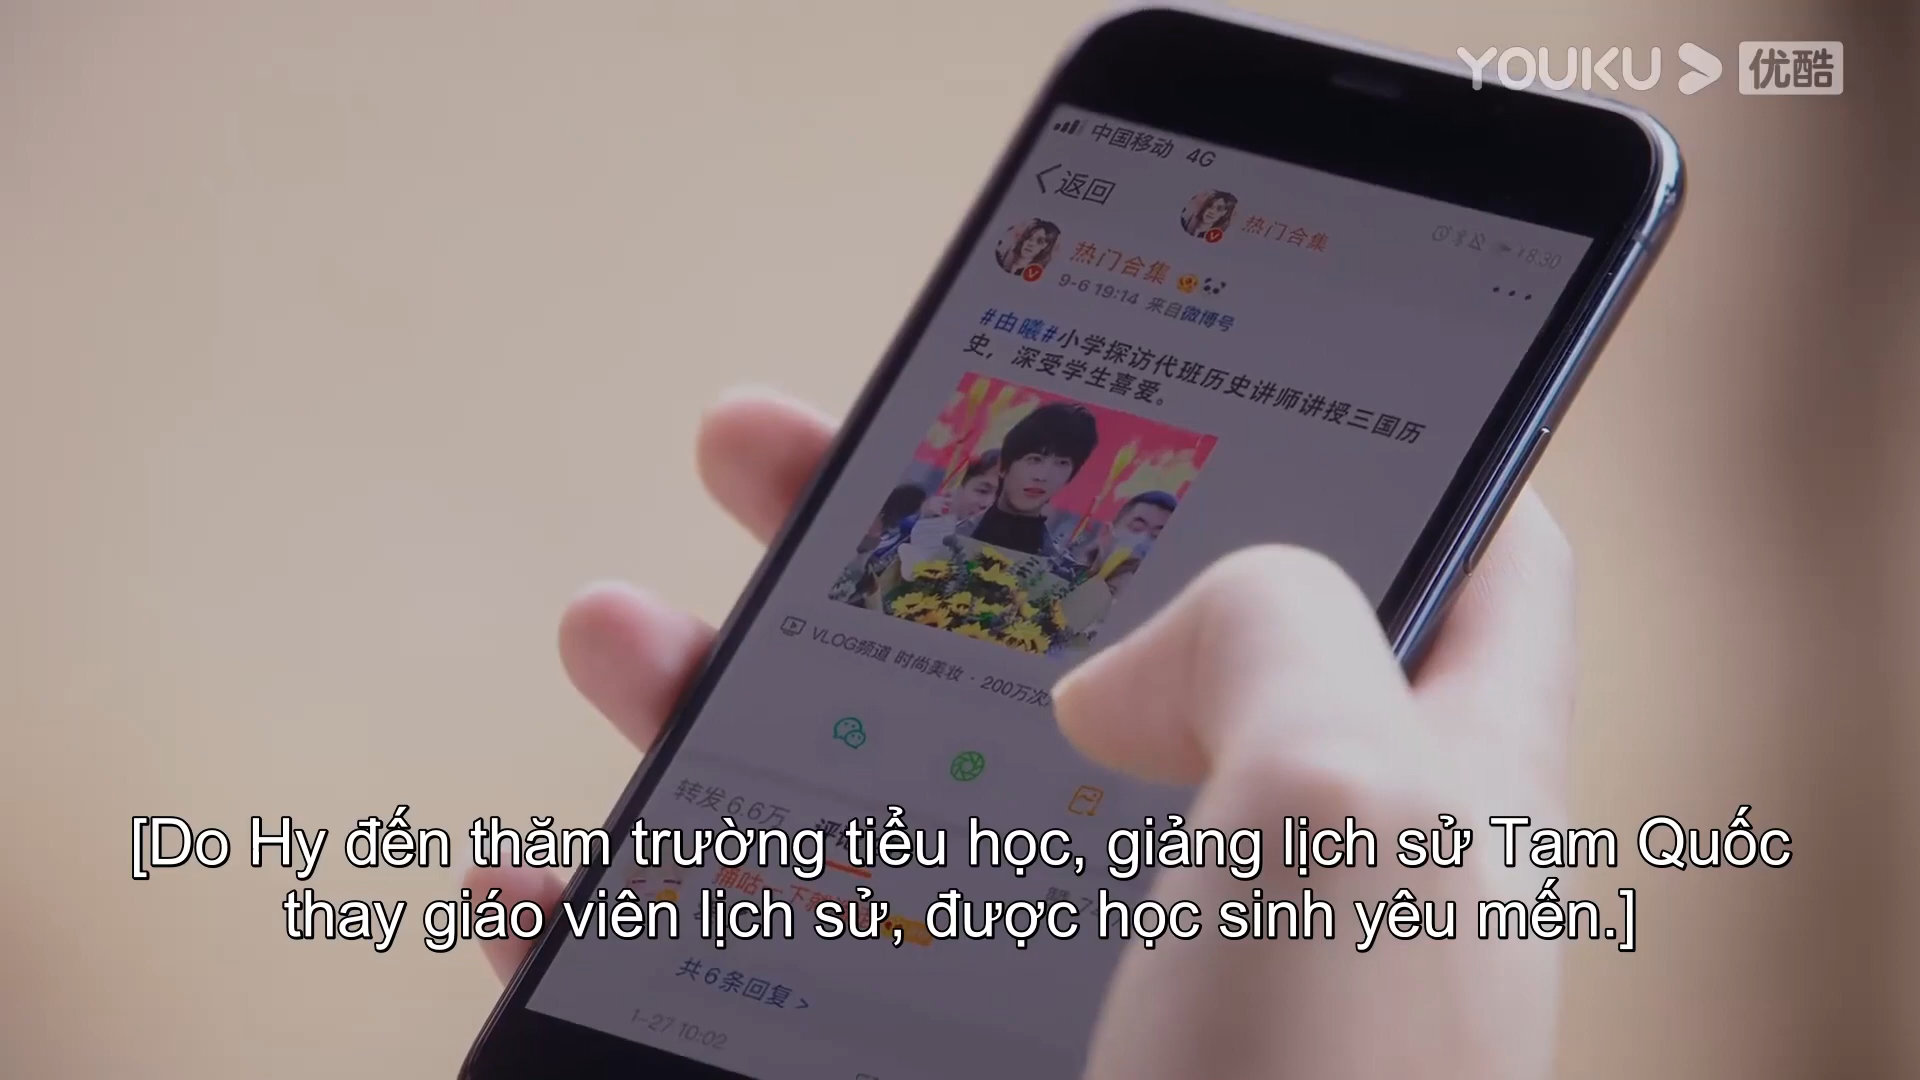 YOUKU 优酷
中国移动 4G
18:30
返回
热门合集
热门合集
9-6 19:14 来自微博号
#由曦#小学探访代班历史讲师讲授三国历
史，深受学生喜爱。
VLOG频道 时尚美妆 · 200万次
转发 6.6万
[Do Hy đến thăm trường tiểu học, giảng lịch sử Tam Quốc
thay giáo viên lịch sử, được học sinh yêu mến.]
共6条回复 >
1-27 10:02